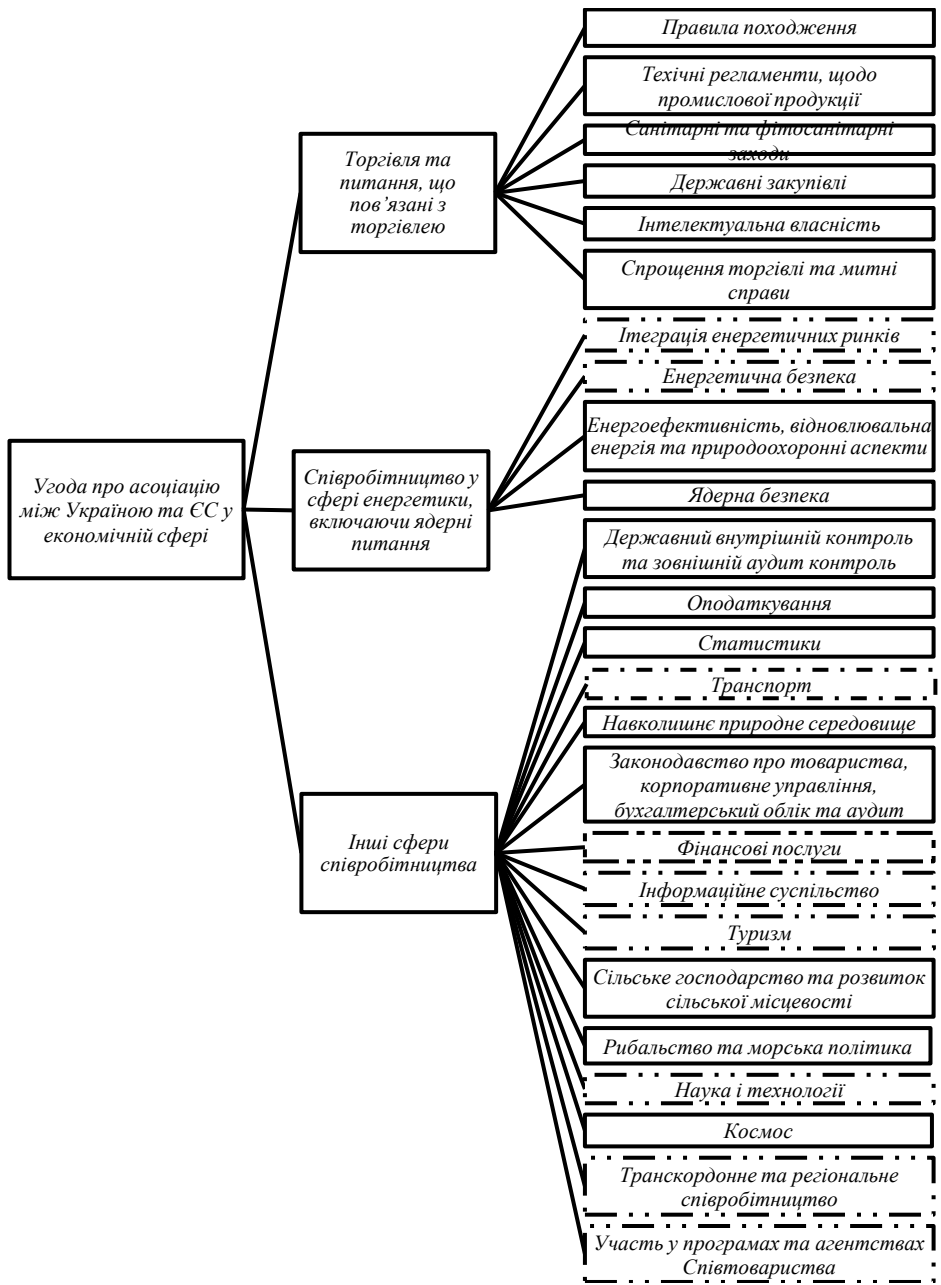 Угода про асоціацію
між Україною та ЄС у
економічній сфері
Торгівля та
питання, що
пов’язані з
торгівлею
Правила походження
Техічні регламенти, щодо
промислової продукції
Санітарні та фітосанітарні
заходи
Державні закупівлі
Інтелектуальна власність
Спрощення торгівлі та митні
справи
Співробітництво у
сфері енергетики,
включаючи ядерні
питання
Ітеграція енергетичних ринків
Енергетична безпека
Енергоефективність, відновлювальна
енергія та природоохоронні аспекти
Ядерна безпека
Інші сфери
співробітництва
Державний внутрішній контроль
та зовнішній аудит контроль
Оподаткування
Статистики
Транспорт
Навколишнє природне середовище
Законодавство про товариства,
корпоративне управління,
бухгалтерський облік та аудит
Фінансові послуги
Інформаційне суспільство
Туризм
Сільське господарство та розвиток
сільської місцевості
Рибальство та морська політика
Наука і технології
Космос
Транскордонне та регіональне
співробітництво
Участь у програмах та агентствах
Співтовариства